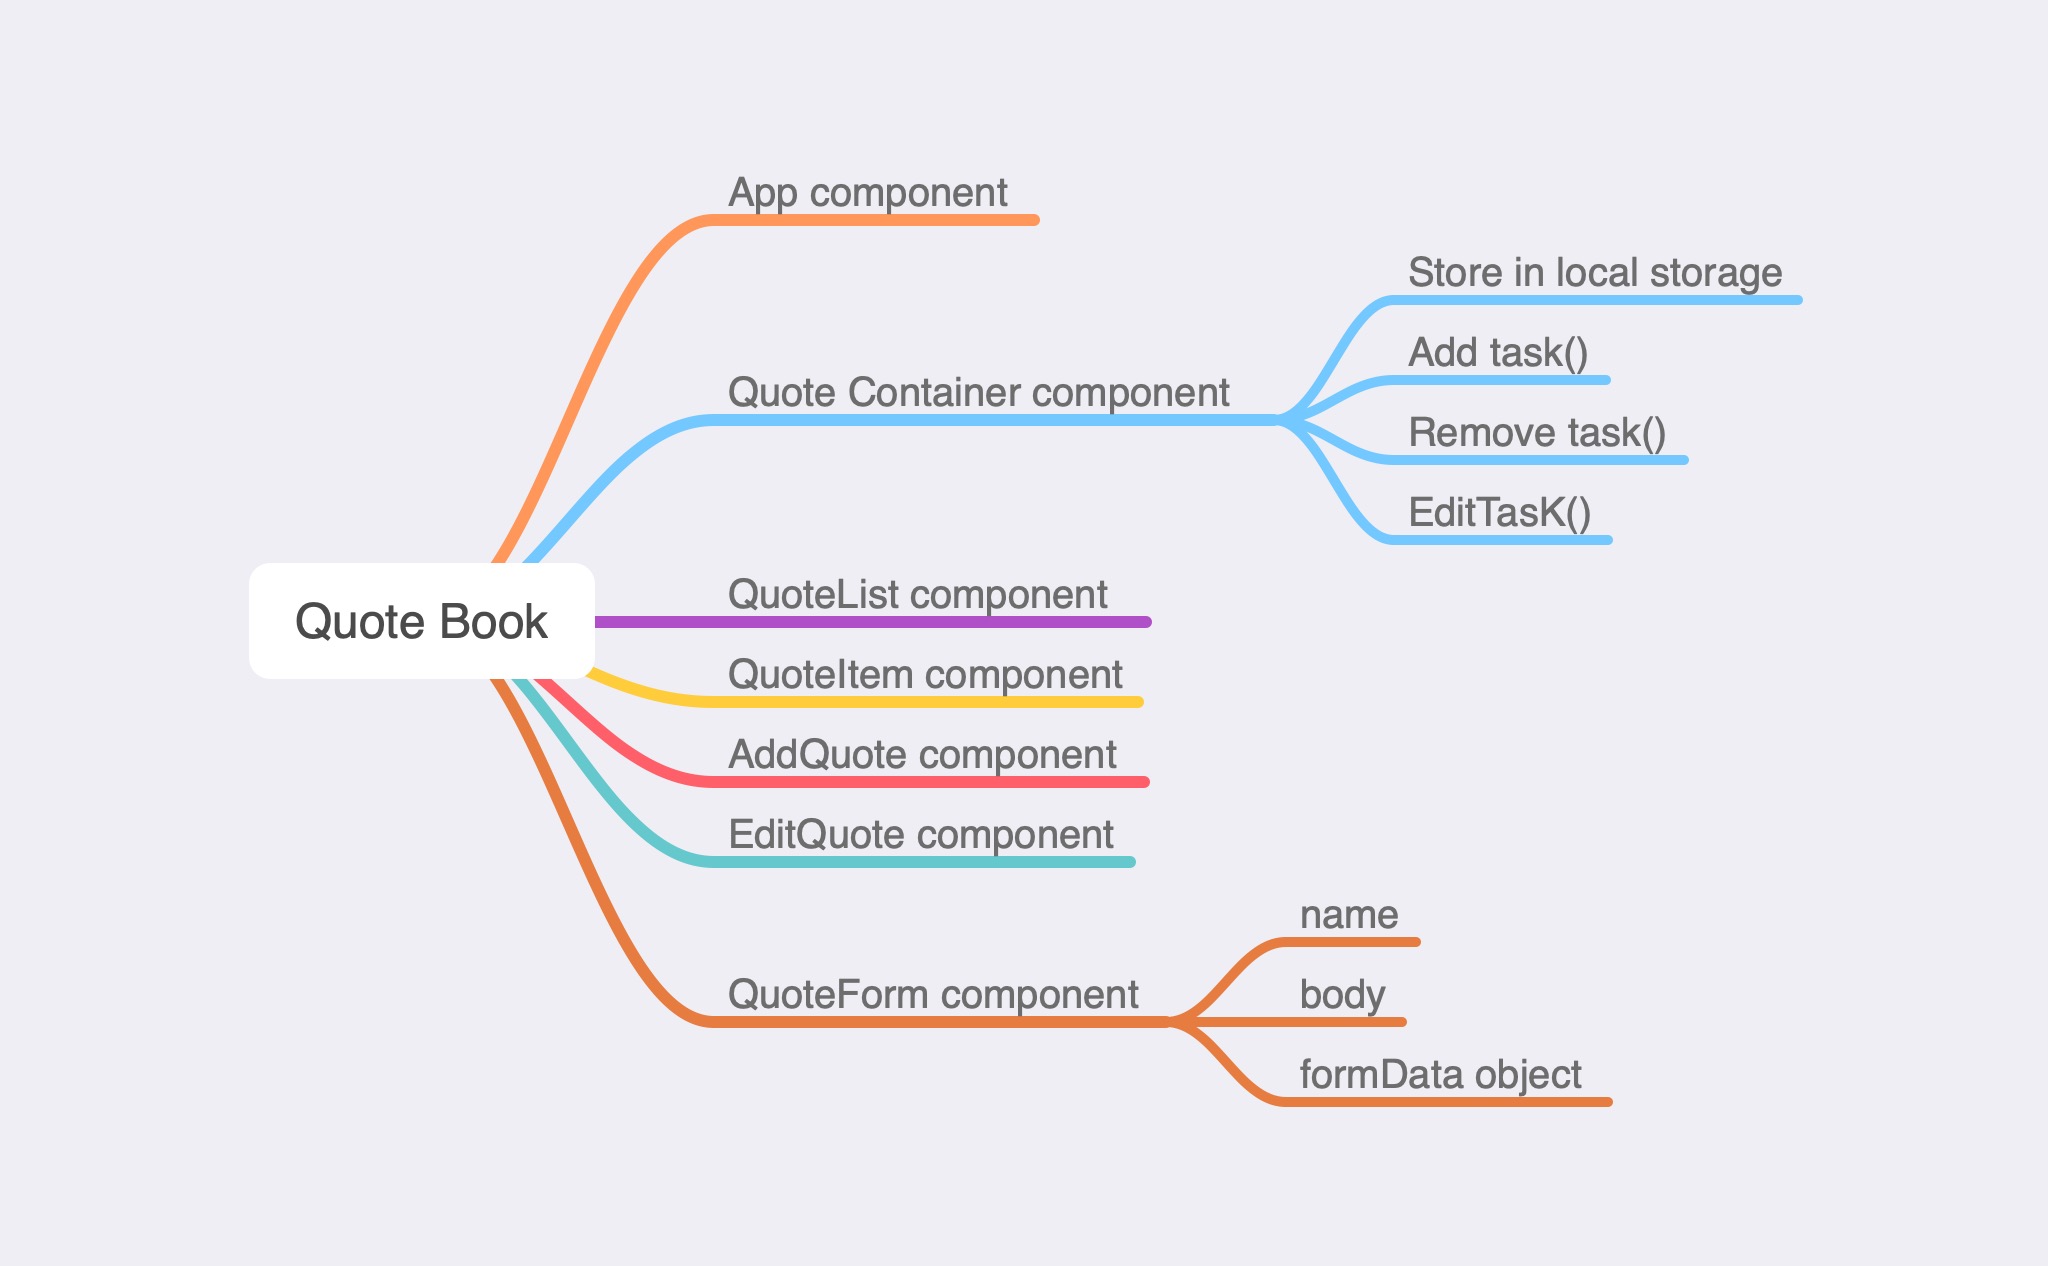 Quote Book
App component
Quote Container component
Store in local storage
Add task()
Remove task()
EditTasK()
QuoteList component
QuoteItem component
AddQuote component
EditQuote component
QuoteForm component
name
body
formData object